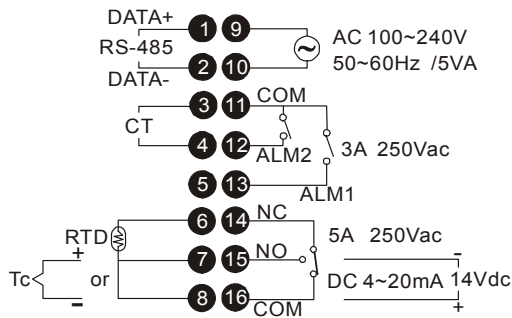 DATA+ 1 9
RS-485 AC 100~240V
DATA- 2 10 50~60Hz /5VA
3 11 COM
CT
4 12 ALM2 3A 250Vac
5 13 ALM1
6 14 NC
RTD 5A 250Vac
+ 7 15 NO -
Tc or DC 4~20mA 14Vdc
- 8 16 COM +